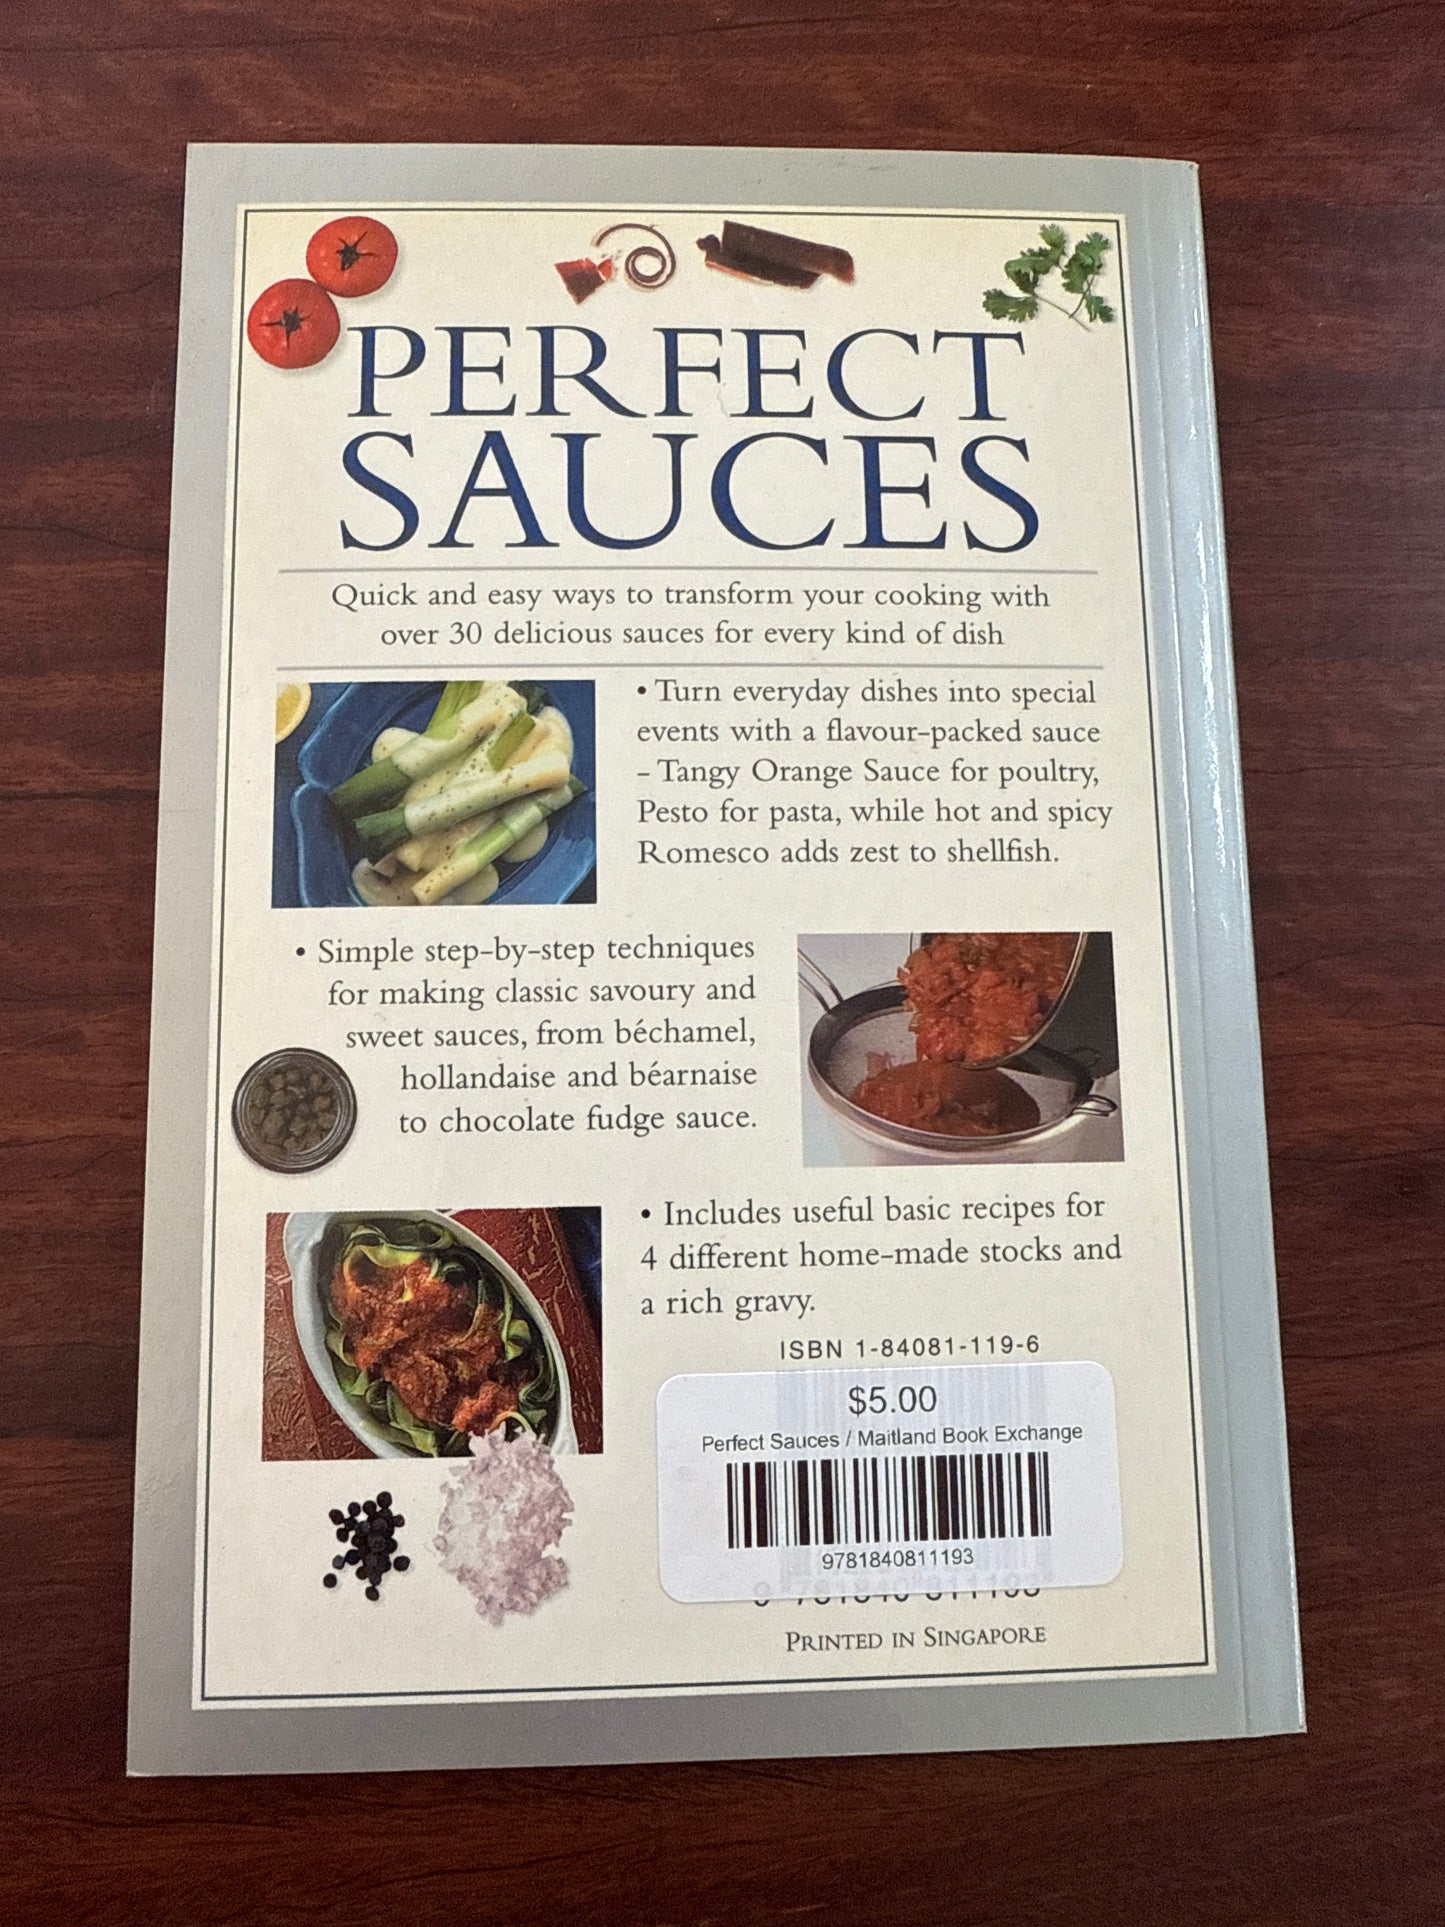 PERFECT
SAUCES
Quick and easy ways to transform your cooking with
over 30 delicious sauces for every kind of dish
• Turn everyday dishes into special
events with a flavour-packed sauce
– Tangy Orange Sauce for poultry,
Pesto for pasta, while hot and spicy
Romesco adds zest to shellfish.
• Simple step-by-step techniques
for making classic savoury and
sweet sauces, from béchamel,
hollandaise and béarnaise
to chocolate fudge sauce.
• Includes useful basic recipes for
4 different home-made stocks and
a rich gravy.
ISBN 1-84081-119-6
$5.00
Perfect Sauces / Maitland Book Exchange
9781840811193
PRINTED IN SINGAPORE